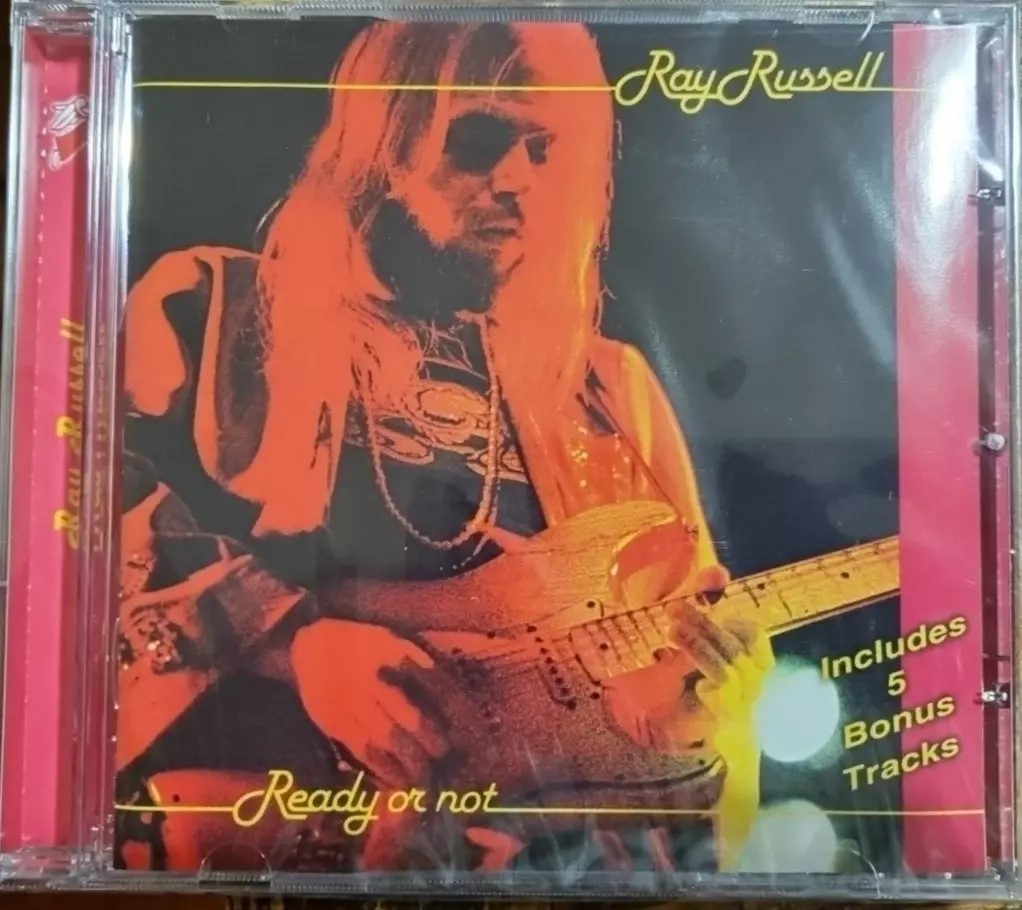 Ray Russell
Ray Russell
Includes
5
Bonus
Tracks
Ready or not